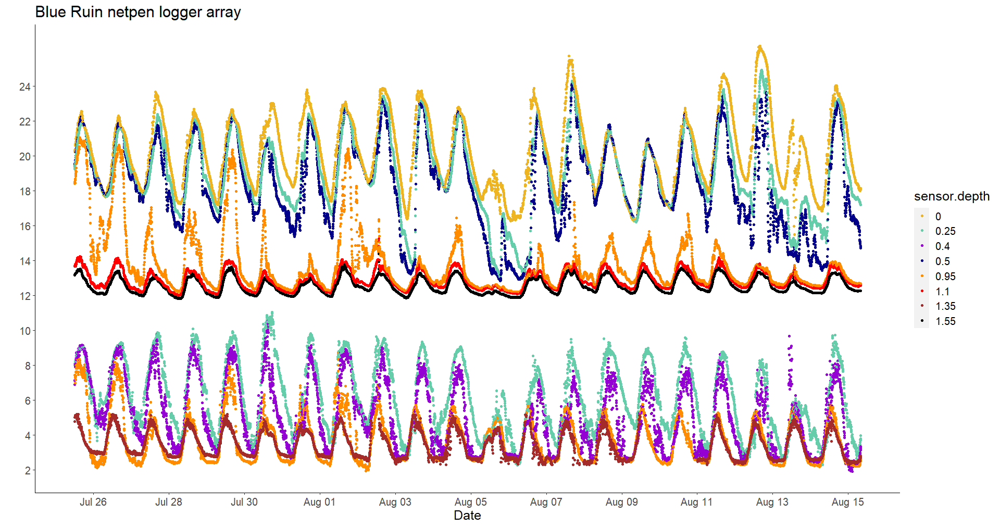 Blue Ruin netpen logger array
24
22
20
18
16
14
12
10
8
6
4
2
Jul 26
Jul 28
Jul 30
Aug 01
Aug 03
Aug 05
Aug 07
Aug 09
Aug 11
Aug 13
Aug 15
Date
sensor.depth
0
0.25
0.4
0.5
0.95
1.1
1.35
1.55